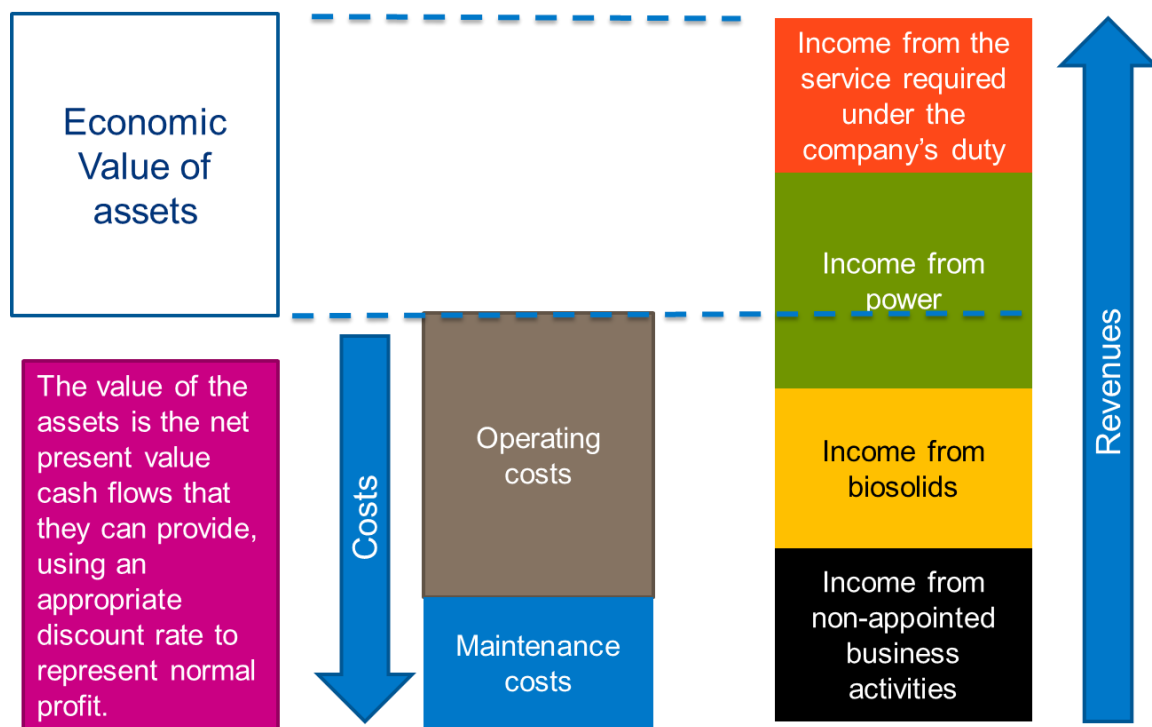 Economic
Value of
assets
The value of the
assets is the net
present value
cash flows that
they can provide,
using an
appropriate
discount rate to
represent normal
profit.
Costs
Operating
costs
Maintenance
costs
Income from the
service required
under the
company's duty
Income from
power
Income from
biosolids
Income from
non-appointed
business
activities
Revenues